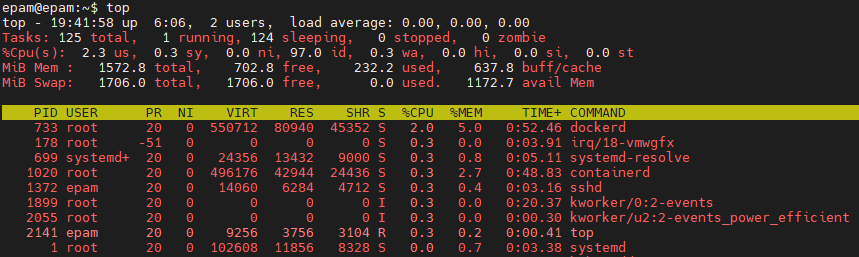 epam@epam:~$ top
top - 19:41:58 up  6:06,  2 users,  load average: 0.00, 0.00, 0.00
Tasks: 125 total,   1 running, 124 sleeping,   0 stopped,   0 zombie
%Cpu(s):  2.3 us,  0.3 sy,  0.0 ni, 97.0 id,  0.3 wa,  0.0 hi,  0.0 si,  0.0 st
MiB Mem :   1572.8 total,    702.8 free,    232.2 used,    637.8 buff/cache
MiB Swap:   1706.0 total,   1706.0 free,      0.0 used.   1172.7 avail Mem
PID USER      PR  NI    VIRT    RES    SHR S  %CPU  %MEM     TIME+ COMMAND
733 root      20   0  550712  80940  45352 S   2.0   5.0   0:52.46 dockerd
178 root     -51   0       0      0      0 S   0.3   0.0   0:03.91 irq/18-vmwgfx
699 systemd+  20   0   24356  13432   9000 S   0.3   0.8   0:05.11 systemd-resolve
1020 root      20   0  496176  42944  24436 S   0.3   2.7   0:48.83 containerd
1372 epam      20   0   14060   6284   4712 S   0.3   0.4   0:03.16 sshd
1899 root      20   0       0      0      0 I   0.3   0.0   0:20.37 kworker/0:2-events
2055 root      20   0       0      0      0 I   0.3   0.0   0:00.30 kworker/u2:2-events_power_efficient
2141 epam      20   0    9256   3756   3104 R   0.3   0.2   0:00.41 top
1 root      20   0  102608  11856   8328 S   0.0   0.7   0:03.38 systemd